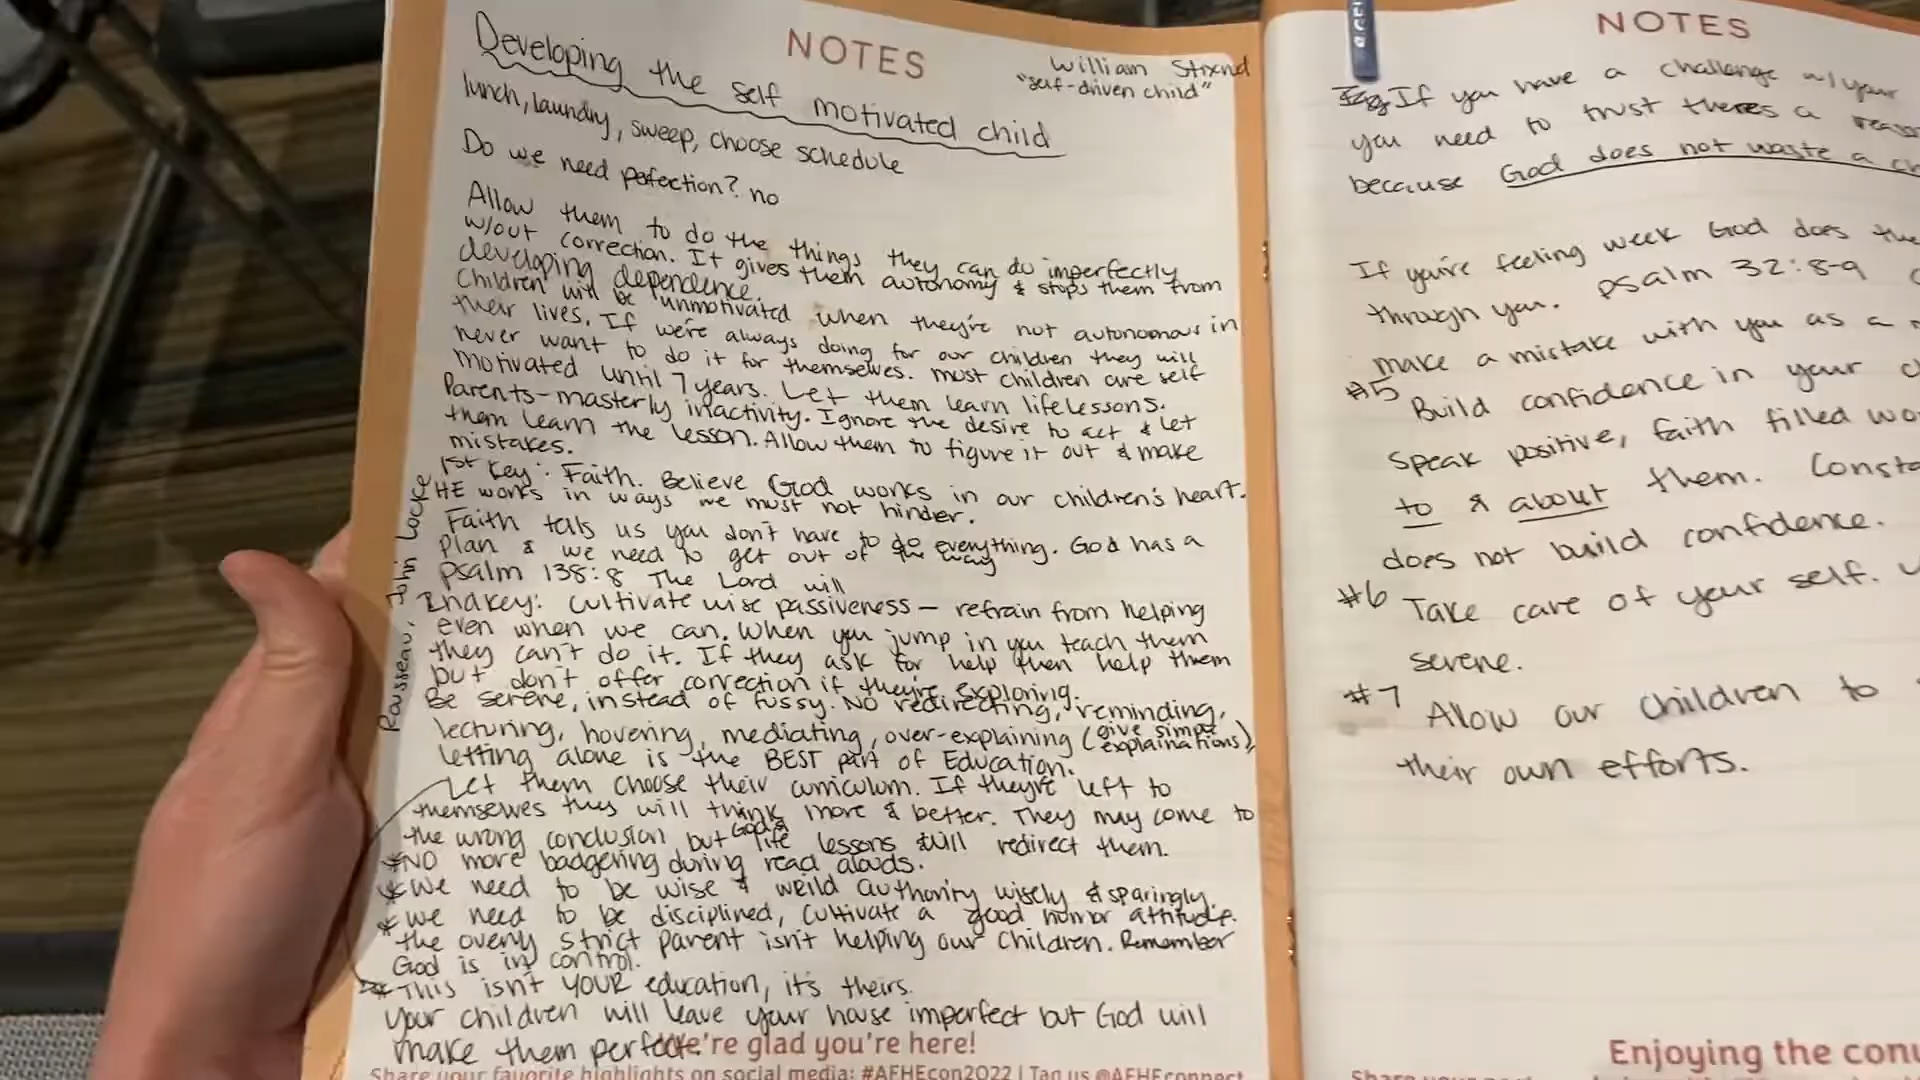 NOTES
William Stixrud
"self-driven child"
Developing the self motivated child
lunch, laundry, sweep, choose schedule
Do we need perfection? no
Allow them to do the things they can do imperfectly
w/out correction. It gives them autonomy & stops them from
developing dependence.
Children will be unmotivated when they're not autonomous in
their lives. If we're always doing for our children they will
never want to do it for themselves. Most children are self
motivated until 7 years. Let them learn life lessons.
Parents - masterly inactivity. Ignore the desire to act & let
them learn the lesson. Allow them to figure it out & make
mistakes.
1st key: Faith. Believe God works in our children's heart.
HE works in ways we must not hinder.
Faith tells us you don't have to do everything. God has a
plan & we need to get out of the way
psalm 138:8 The Lord will
2nd key: cultivate wise passiveness - refrain from helping
even when we can. When you jump in you teach them
they can't do it. If they ask for help then help them
but don't offer correction if they're exploring.
Be serene, instead of fussy. NO redirecting, reminding,
lecturing, hovering, mediating, over-explaining (give simple explainations),
letting alone is the BEST part of Education.
Let them choose their curriculum. If they're left to
themselves they will think more & better. They may come to
the wrong conclusion but God & life lessons will redirect them.
*NO more badgering during read alouds.
*We need to be wise & weild authority wisely & sparingly.
*we need to be disciplined, cultivate a good humor attitude.
the overly strict parent isn't helping our children. Remember
God is in control.
*This isn't YOUR education, it's theirs.
Your children will leave your house imperfect but God will
make them perfect.
Rousseau, John Locke
We're glad you're here!
Share your favorite highlights on social media: #AFHEcon2022 | Tag us @AFHEconnect
NOTES
If you have a challenge w/ your
you need to trust theres a reason
because God does not waste a
If you're feeling week God does
through you. psalm 32:8-9
make a mistake with you as a
#5 Build confidence in your
speak positive, faith filled
to & about them.
does not build confidence.
#6 Take care of your self.
serene.
#7 Allow our children to
their own efforts.
Enjoying the